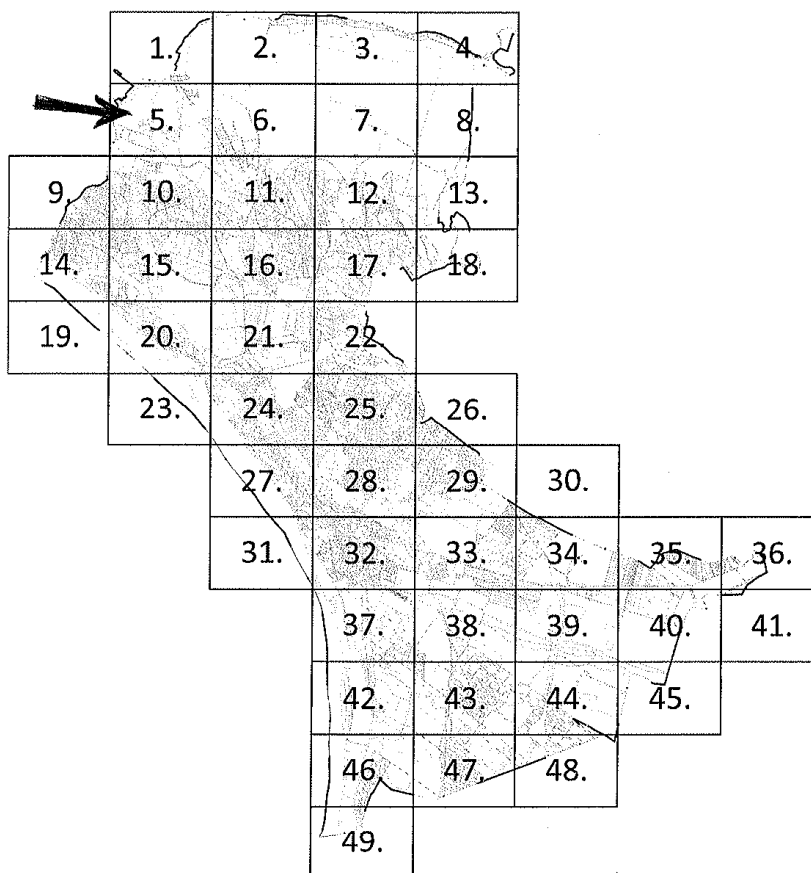 1. 2. 3. 4.
5. 6. 7. 8.
9. 10. 11. 12. 13.
14. 15. 16. 17. 18.
19. 20. 21. 22.
23. 24. 25. 26.
27. 28. 29. 30.
31. 32. 33. 34. 35. 36.
37. 38. 39. 40. 41.
42. 43. 44. 45.
46. 47. 48.
49.